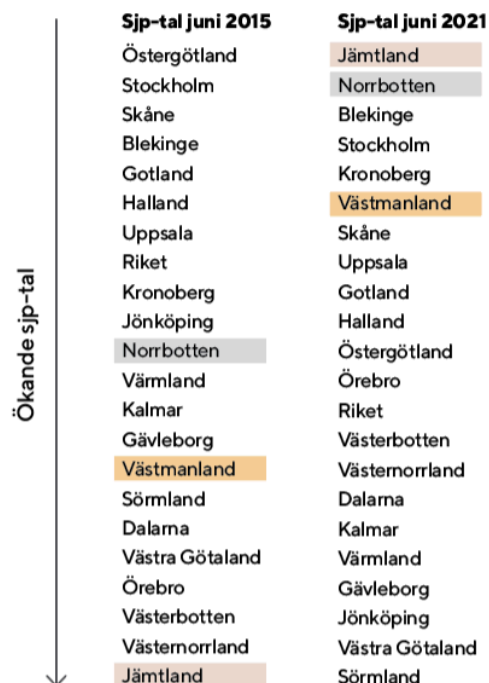 Sjp-tal juni 2015 Sjp-tal juni 2021
Östergötland Jämtland
Stockholm Norrbotten
Skåne Blekinge
Blekinge Stockholm
Gotland Kronoberg
Halland Västmanland
Uppsala Skåne
Riket Uppsala
Kronoberg Gotland
Jönköping Halland
Norrbotten Östergötland
Värmland Örebro
Kalmar Riket
Gävleborg Västerbotten
Västmanland Västernorrland
Sörmland Dalarna
Dalarna Kalmar
Västra Götaland Värmland
Örebro Gävleborg
Västerbotten Jönköping
Västernorrland Västra Götaland
Jämtland Sörmland
Ökande sjp-tal